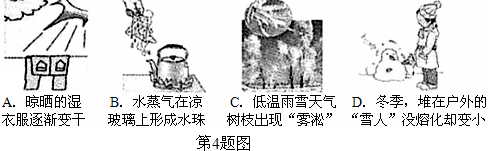 A. 晾晒的湿衣服逐渐变干
B. 水蒸气在凉玻璃上形成水珠
C. 低温雨雪天气树枝出现“雾凇”
D. 冬季，堆在户外的“雪人”没熔化却变小
第4题图